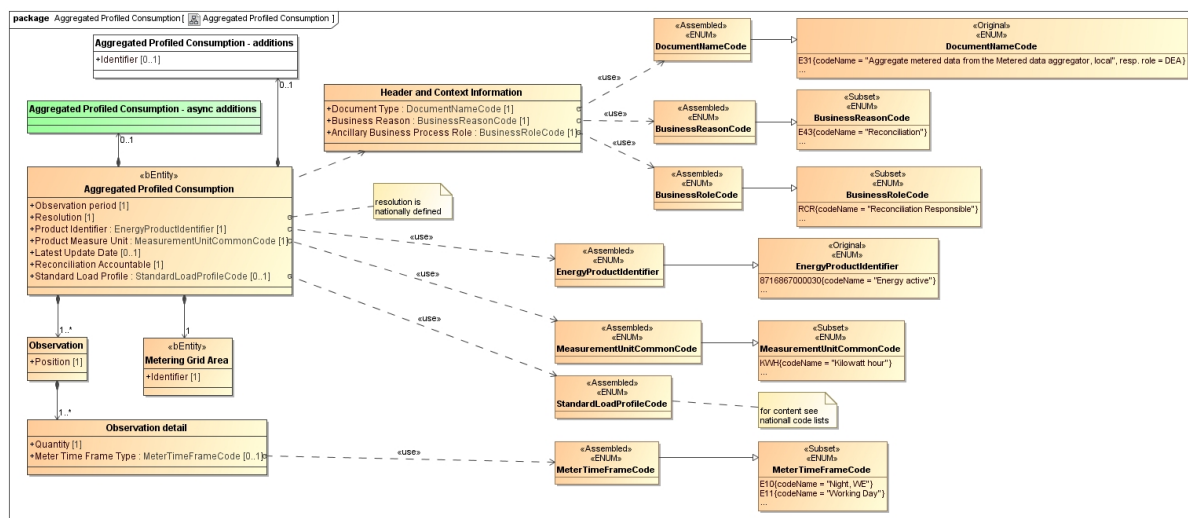 package Aggregated Profiled Consumption [ Aggregated Profiled Consumption ]
Aggregated Profiled Consumption - additions
+Identifier [0..1]
0..1
Aggregated Profiled Consumption - async additions
0..1
«bEntity»
Aggregated Profiled Consumption
+Observation period [1]
+Resolution [1]
+Product Identifier : EnergyProductIdentifier [1]
+Product Measure Unit : MeasurementUnitCommonCode [1]
+Latest Update Date [0..1]
+Reconciliation Accountable [1]
+Standard Load Profile : StandardLoadProfileCode [0..1]
1..*
1
Observation
+Position [1]
1..*
«bEntity»
Metering Grid Area
+Identifier [1]
Observation detail
+Quantity [1]
+Meter Time Frame Type : MeterTimeFrameCode [0..1]
Header and Context Information
+Document Type : DocumentNameCode [1]
+Business Reason : BusinessReasonCode [1]
+Ancillary Business Process Role : BusinessRoleCode [1]
resolution is
nationally defined
«use»
«use»
«use»
«use»
«use»
«use»
«use»
«Assembled»
«ENUM»
DocumentNameCode
«Original»
«ENUM»
DocumentNameCode
E31{codeName = "Aggregate metered data from the Metered data aggregator, local", resp. role = DEA}
...
«Assembled»
«ENUM»
BusinessReasonCode
«Subset»
«ENUM»
BusinessReasonCode
E43{codeName = "Reconciliation"}
...
«Assembled»
«ENUM»
BusinessRoleCode
«Subset»
«ENUM»
BusinessRoleCode
RCR{codeName = "Reconciliation Responsible"}
...
«Assembled»
«ENUM»
EnergyProductIdentifier
«Original»
«ENUM»
EnergyProductIdentifier
8716867000030{codeName = "Energy active"}
...
«Assembled»
«ENUM»
MeasurementUnitCommonCode
«Subset»
«ENUM»
MeasurementUnitCommonCode
KWH{codeName = "Kilowatt hour"}
...
«Assembled»
«ENUM»
StandardLoadProfileCode
for content see
nationall code lists
«Assembled»
«ENUM»
MeterTimeFrameCode
«Subset»
«ENUM»
MeterTimeFrameCode
E10{codeName = "Night, WE"}
E11{codeName = "Working Day"}
...